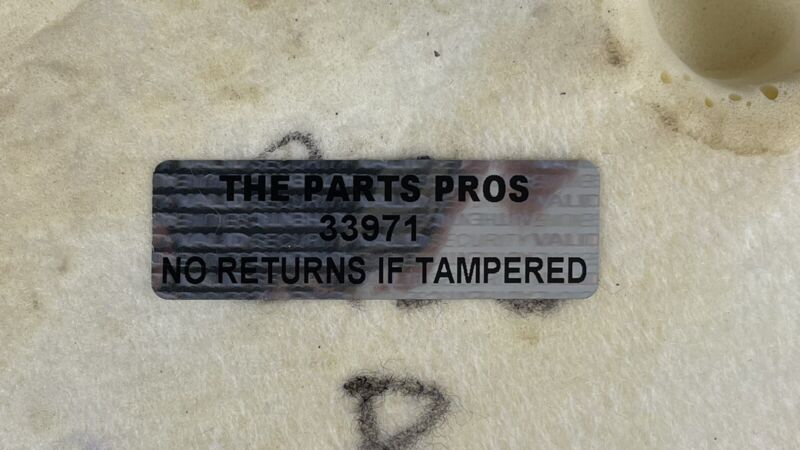 THE PARTS PROS
33971
NO RETURNS IF TAMPERED